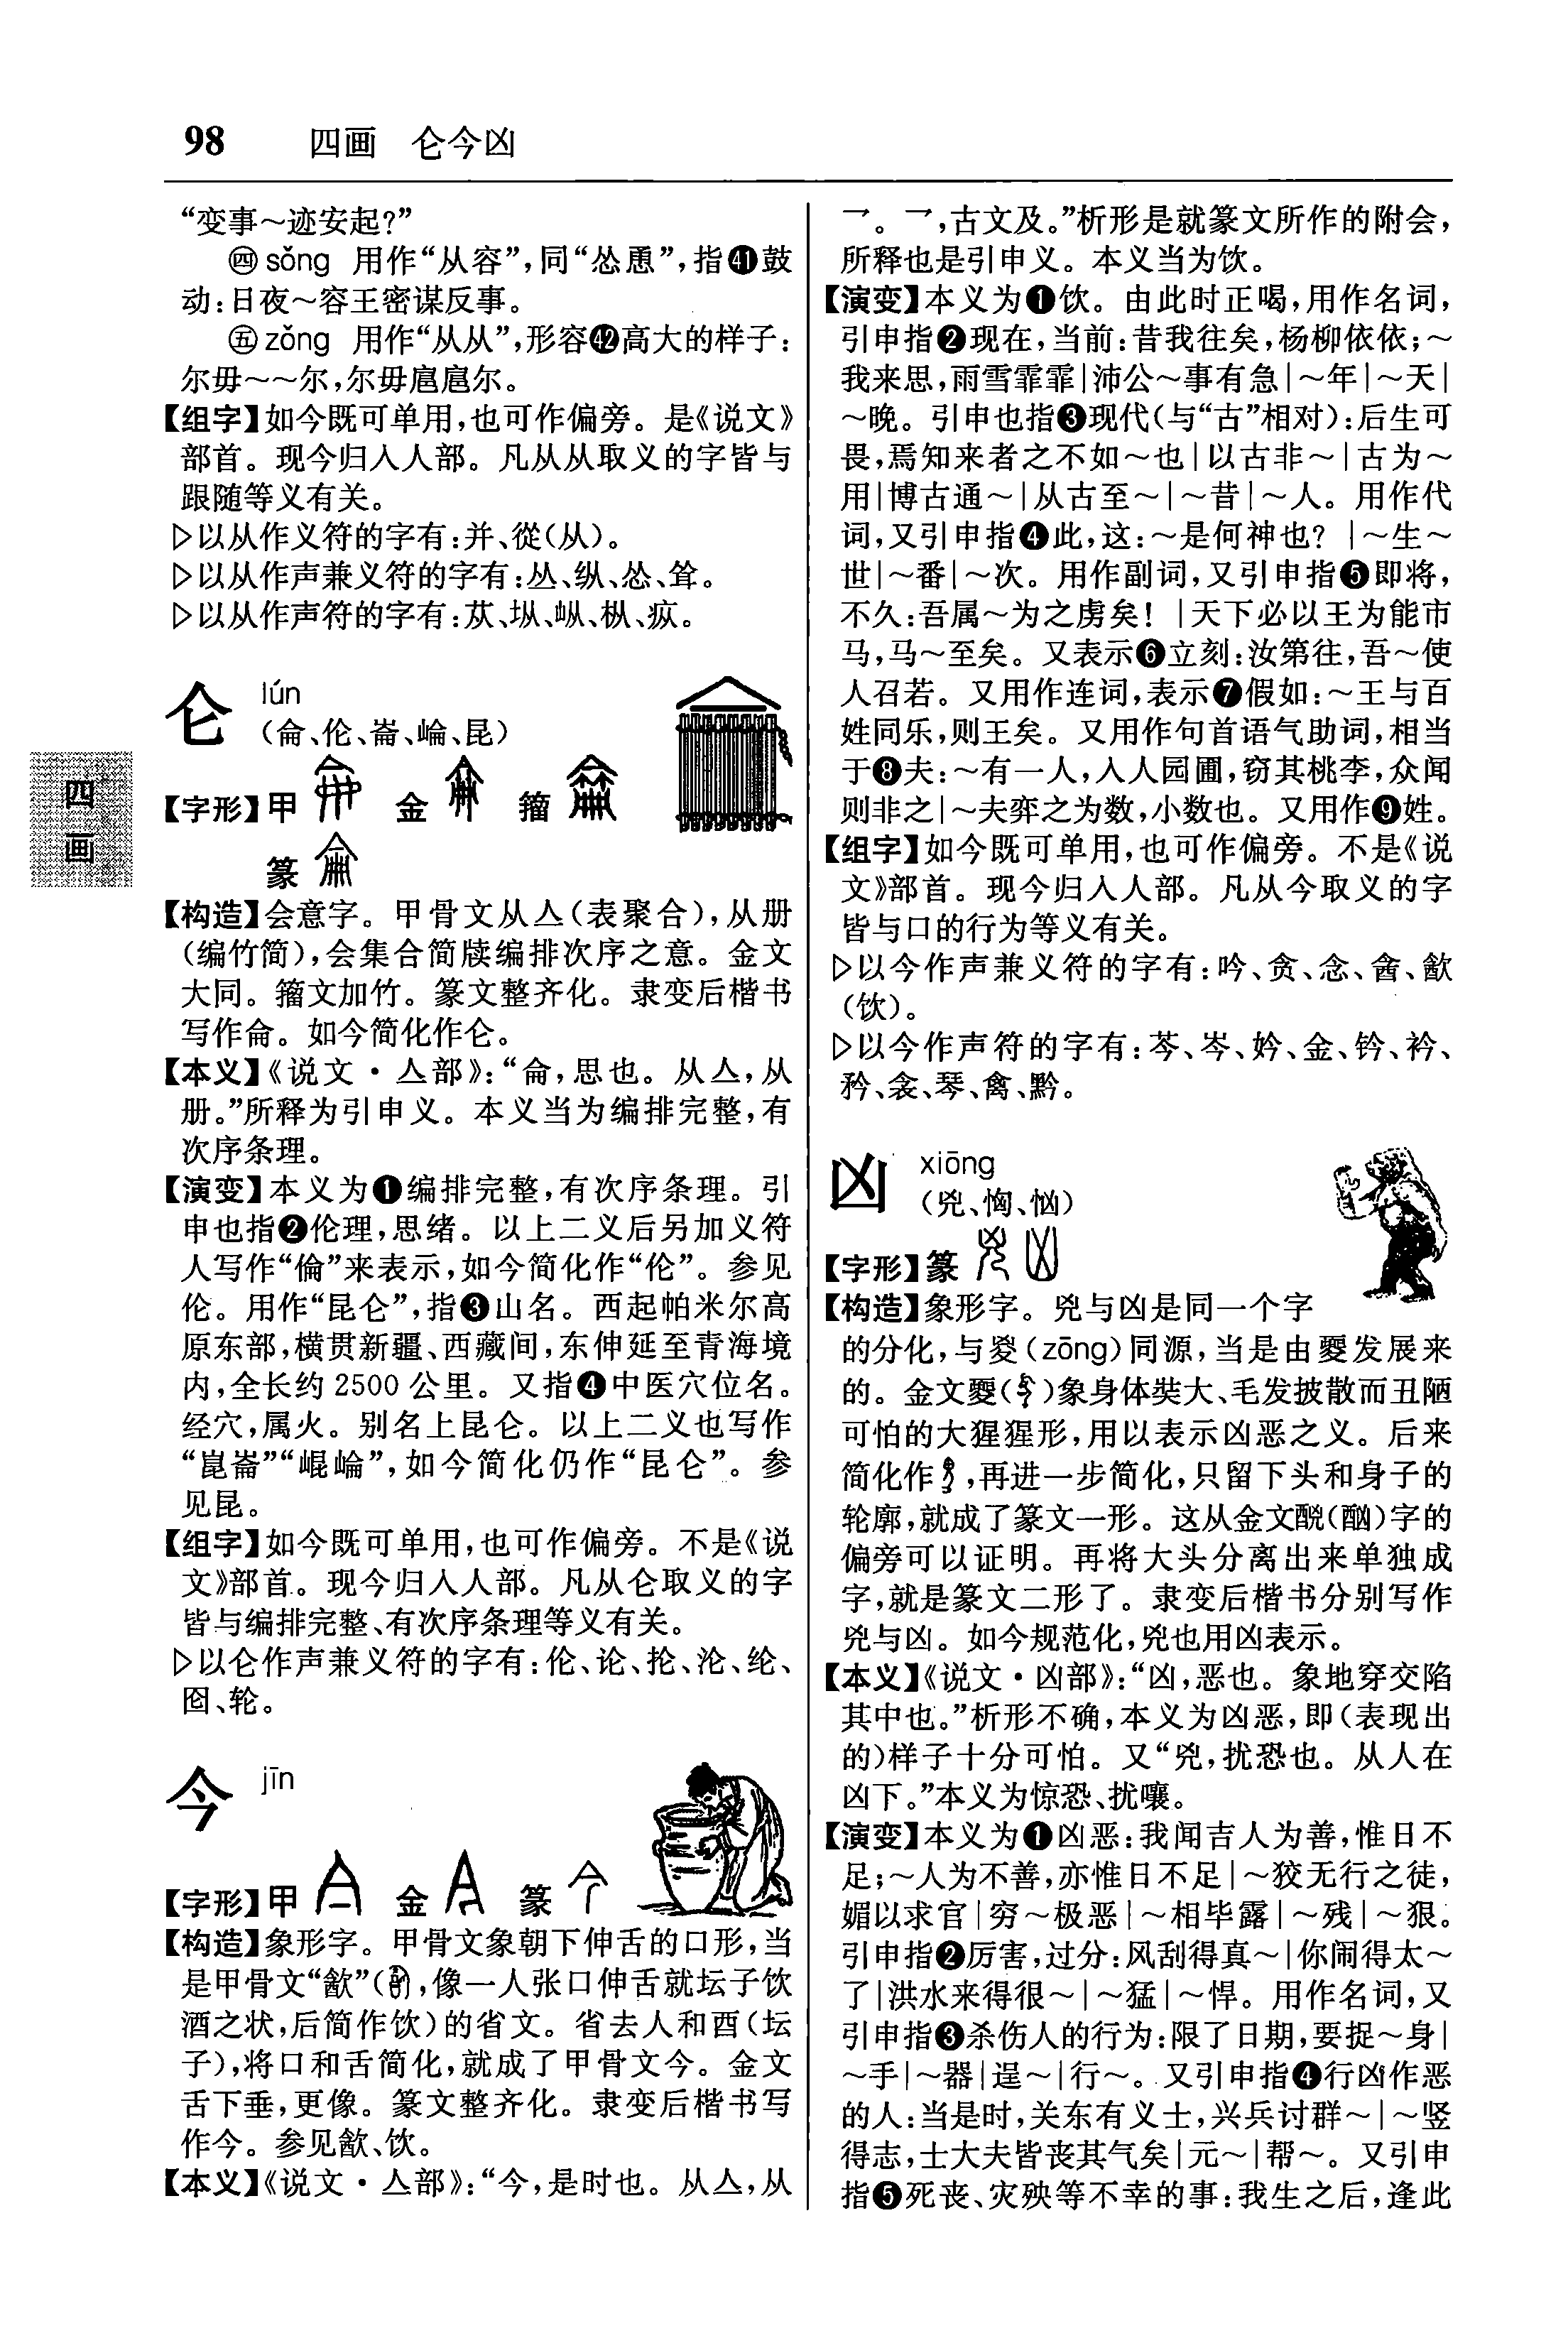 98 四画 仑今凶
“变事～迹安起?”
㊃sǒng 用作“从容”,同“怂恿”,指㊶鼓
动:日夜～容王密谋反事。
㊄zǒng 用作“从从”,形容㊷高大的样子:
尔毋～～尔,尔毋扈扈尔。
【组字】如今既可单用,也可作偏旁。是《说文》
部首。现今归入人部。凡从从取义的字皆与
跟随等义有关。
▷以从作义符的字有:并、從(从)。
▷以从作声兼义符的字有:丛、纵、怂、耸。
▷以从作声符的字有:苁、㙡、䢨、枞、疭。
仑 lún
(侖、伦、崙、崘、昆)
【字形】甲 金 籀
篆
【构造】会意字。甲骨文从亼(表聚合),从册
(编竹简),会集合简牍编排次序之意。金文
大同。籀文加竹。篆文整齐化。隶变后楷书
写作侖。如今简化作仑。
【本义】《说文·亼部》:“侖,思也。从亼,从
册。”所释为引申义。本义当为编排完整,有
次序条理。
【演变】本义为❶编排完整,有次序条理。引
申也指❷伦理,思绪。以上二义后另加义符
人写作“倫”来表示,如今简化作“伦”。参见
伦。用作“昆仑”,指❸山名。西起帕米尔高
原东部,横贯新疆、西藏间,东伸延至青海境
内,全长约 2500 公里。又指❹中医穴位名。
经穴,属火。别名上昆仑。以上二义也写作
“崑崙”“崐崘”,如今简化仍作“昆仑”。参
见昆。
【组字】如今既可单用,也可作偏旁。不是《说
文》部首。现今归入人部。凡从仑取义的字
皆与编排完整、有次序条理等义有关。
▷以仑作声兼义符的字有:伦、论、抡、沦、纶、
囵、轮。
今 jīn
【字形】甲 金 篆
【构造】象形字。甲骨文象朝下伸舌的口形,当
是甲骨文“歙”(,像一人张口伸舌就坛子饮
酒之状,后简作饮)的省文。省去人和酉(坛
子),将口和舌简化,就成了甲骨文今。金文
舌下垂,更像。篆文整齐化。隶变后楷书写
作今。参见歙、饮。
【本义】《说文·亼部》:“今,是时也。从亼,从
乛。乛,古文及。”析形是就篆文所作的附会,
所释也是引申义。本义当为饮。
【演变】本义为❶饮。由此时正喝,用作名词,
引申指❷现在,当前:昔我往矣,杨柳依依;～
我来思,雨雪霏霏|沛公～事有急|～年|～天|
～晚。引申也指❸现代(与“古”相对):后生可
畏,焉知来者之不如～也|以古非～|古为～
用|博古通～|从古至～|～昔|～人。用作代
词,又引申指❹此,这:～是何神也? |～生～
世|～番|～次。用作副词,又引申指❺即将,
不久:吾属～为之虏矣! |天下必以王为能市
马,马～至矣。又表示❻立刻:汝第往,吾～使
人召若。又用作连词,表示❼假如:～王与百
姓同乐,则王矣。又用作句首语气助词,相当
于❽夫:～有一人,入人园圃,窃其桃李,众闻
则非之|～夫弈之为数,小数也。又用作❾姓。
【组字】如今既可单用,也可作偏旁。不是《说
文》部首。现今归入人部。凡从今取义的字
皆与口的行为等义有关。
▷以今作声兼义符的字有:吟、贪、念、酓、歙
(饮)。
▷以今作声符的字有:芩、岑、妗、金、钤、衿、
矜、衾、琴、禽、黔。
凶 xiōng
(兇、恟、忷)
【字形】篆
【构造】象形字。兇与凶是同一个字
的分化,与嵏(zōng)同源,当是由夒发展来
的。金文夒()象身体奘大、毛发披散而丑陋
可怕的大猩猩形,用以表示凶恶之义。后来
简化作,再进一步简化,只留下头和身子的
轮廓,就成了篆文一形。这从金文字的
偏旁可以证明。再将大头分离出来单独成
字,就是篆文二形了。隶变后楷书分别写作
兇与凶。如今规范化,兇也用凶表示。
【本义】《说文·凶部》:“凶,恶也。象地穿交陷
其中也。”析形不确,本义为凶恶,即(表现出
的)样子十分可怕。又“兇,扰恐也。从人在
凶下。”本义为惊恐、扰嚷。
【演变】本义为❶凶恶:我闻吉人为善,惟日不
足;～人为不善,亦惟日不足|～狡无行之徒,
媚以求官|穷～极恶|～相毕露|～残|～狠。
引申指❷厉害,过分:风刮得真～|你闹得太～
了|洪水来得很～|～猛|～悍。用作名词,又
引申指❸杀伤人的行为:限了日期,要捉～身|
～手|～器|逞～|行～。又引申指❹行凶作恶
的人:当是时,关东有义士,兴兵讨群～|～竖
得志,士大夫皆丧其气矣|元～|帮～。又引申
指❺死丧、灾殃等不幸的事:我生之后,逢此
四
画